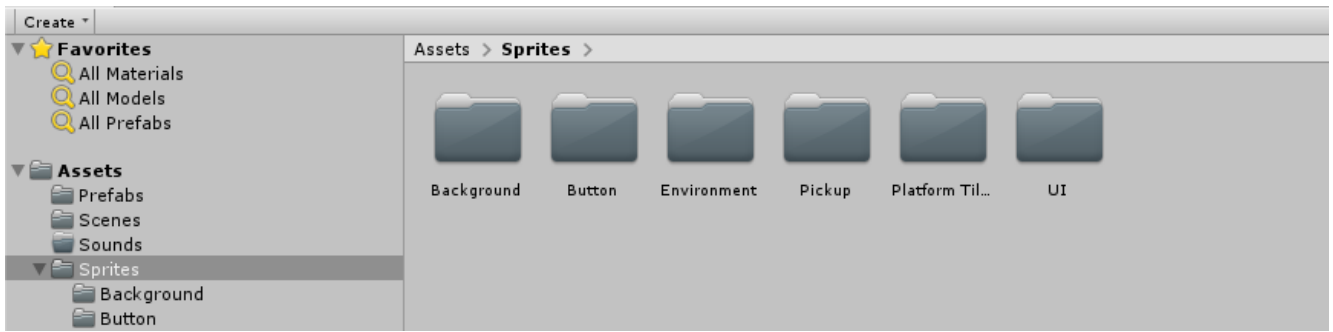 Create
Favorites
All Materials
All Models
All Prefabs
Assets
Prefabs
Scenes
Sounds
Sprites
Background
Button
Assets > Sprites >
Background Button Environment Pickup Platform Til... UI